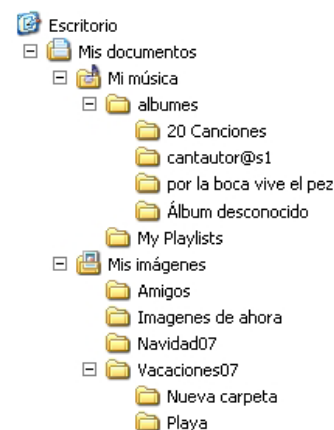 Escritorio
Mis documentos
Mi música
albumes
20 Canciones
cantautor@s1
por la boca vive el pez
Álbum desconocido
My Playlists
Mis imágenes
Amigos
Imagenes de ahora
Navidad07
Vacaciones07
Nueva carpeta
Playa